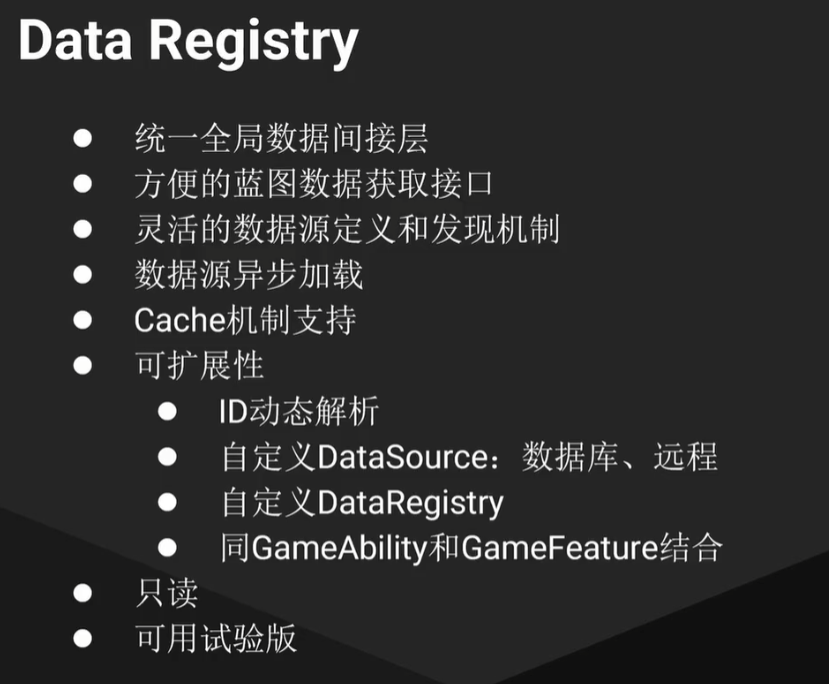 Data Registry
统一全局数据间接层
方便的蓝图数据获取接口
灵活的数据源定义和发现机制
数据源异步加载
Cache机制支持
可扩展性
ID动态解析
自定义DataSource：数据库、远程
自定义DataRegistry
同GameAbility和GameFeature结合
只读
可用试验版